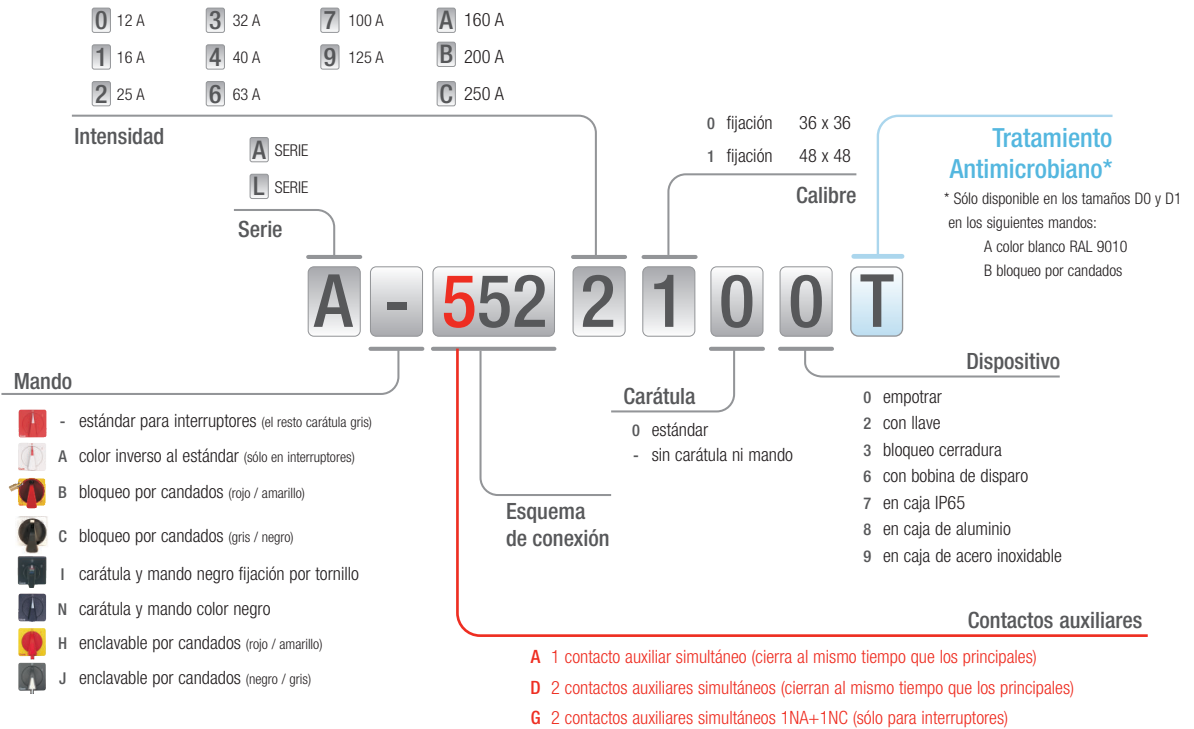 0 12 A 3 32 A 7 100 A A 160 A
1 16 A 4 40 A 9 125 A B 200 A
2 25 A 6 63 A C 250 A
Intensidad
A SERIE
L SERIE
Serie
0 fijación 36 x 36
1 fijación 48 x 48
Calibre
Tratamiento
Antimicrobiano*
* Sólo disponible en los tamaños D0 y D1
en los siguientes mandos:
A color blanco RAL 9010
B bloqueo por candados
A - 552 2 1 0 0 T
Mando
- estándar para interruptores (el resto carátula gris)
A color inverso al estándar (sólo en interruptores)
B bloqueo por candados (rojo / amarillo)
C bloqueo por candados (gris / negro)
I carátula y mando negro fijación por tornillo
N carátula y mando color negro
H enclavable por candados (rojo / amarillo)
J enclavable por candados (negro / gris)
Esquema
de conexión
Carátula
0 estándar
- sin carátula ni mando
Dispositivo
0 empotrar
2 con llave
3 bloqueo cerradura
6 con bobina de disparo
7 en caja IP65
8 en caja de aluminio
9 en caja de acero inoxidable
Contactos auxiliares
A 1 contacto auxiliar simultáneo (cierra al mismo tiempo que los principales)
D 2 contactos auxiliares simultáneos (cierran al mismo tiempo que los principales)
G 2 contactos auxiliares simultáneos 1NA+1NC (sólo para interruptores)